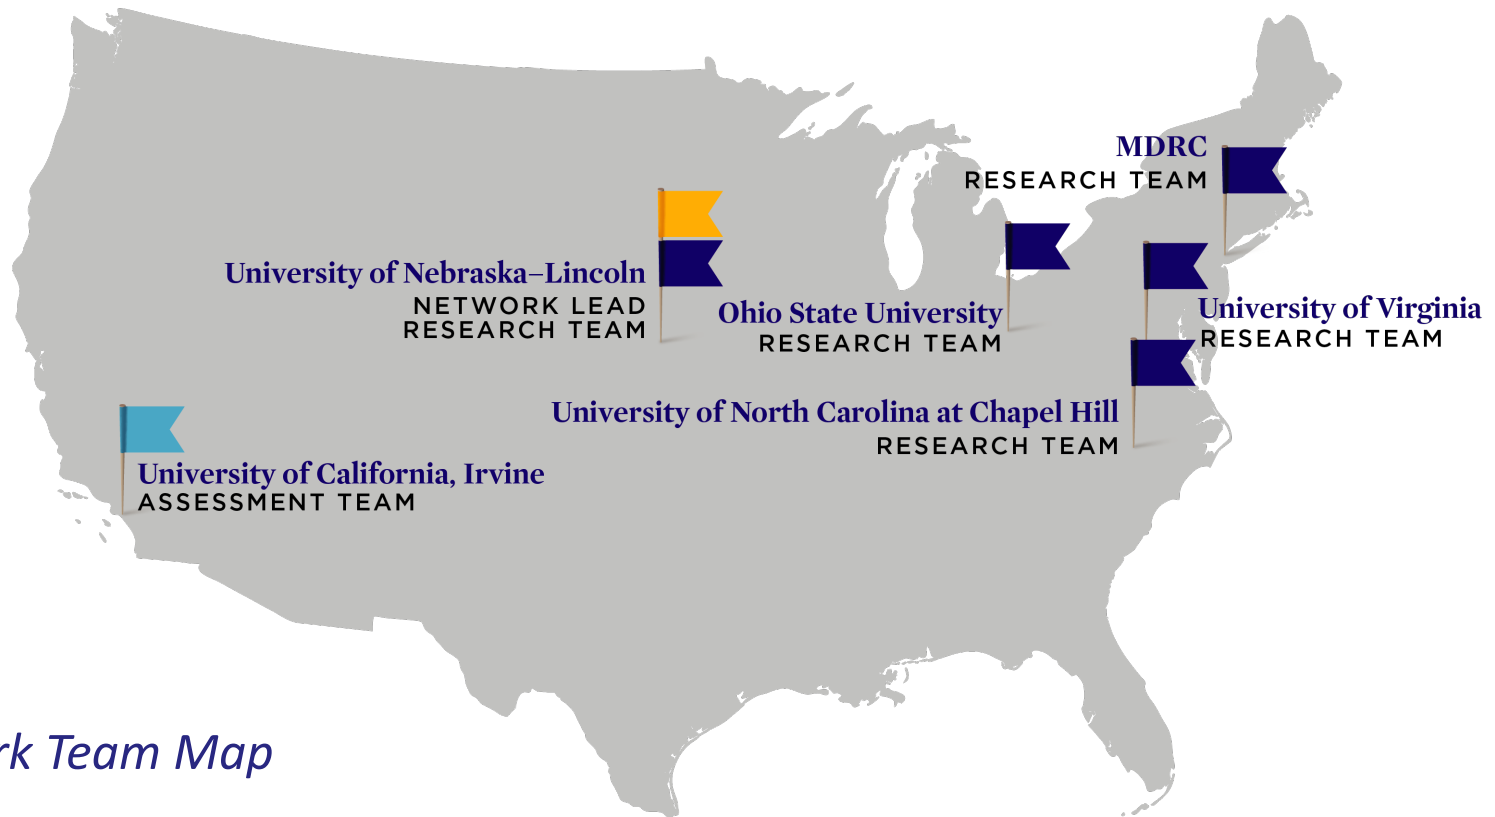 MDRC
RESEARCH TEAM
University of Nebraska–Lincoln
NETWORK LEAD
RESEARCH TEAM
Ohio State University
RESEARCH TEAM
University of Virginia
RESEARCH TEAM
University of North Carolina at Chapel Hill
RESEARCH TEAM
University of California, Irvine
ASSESSMENT TEAM
Team Map